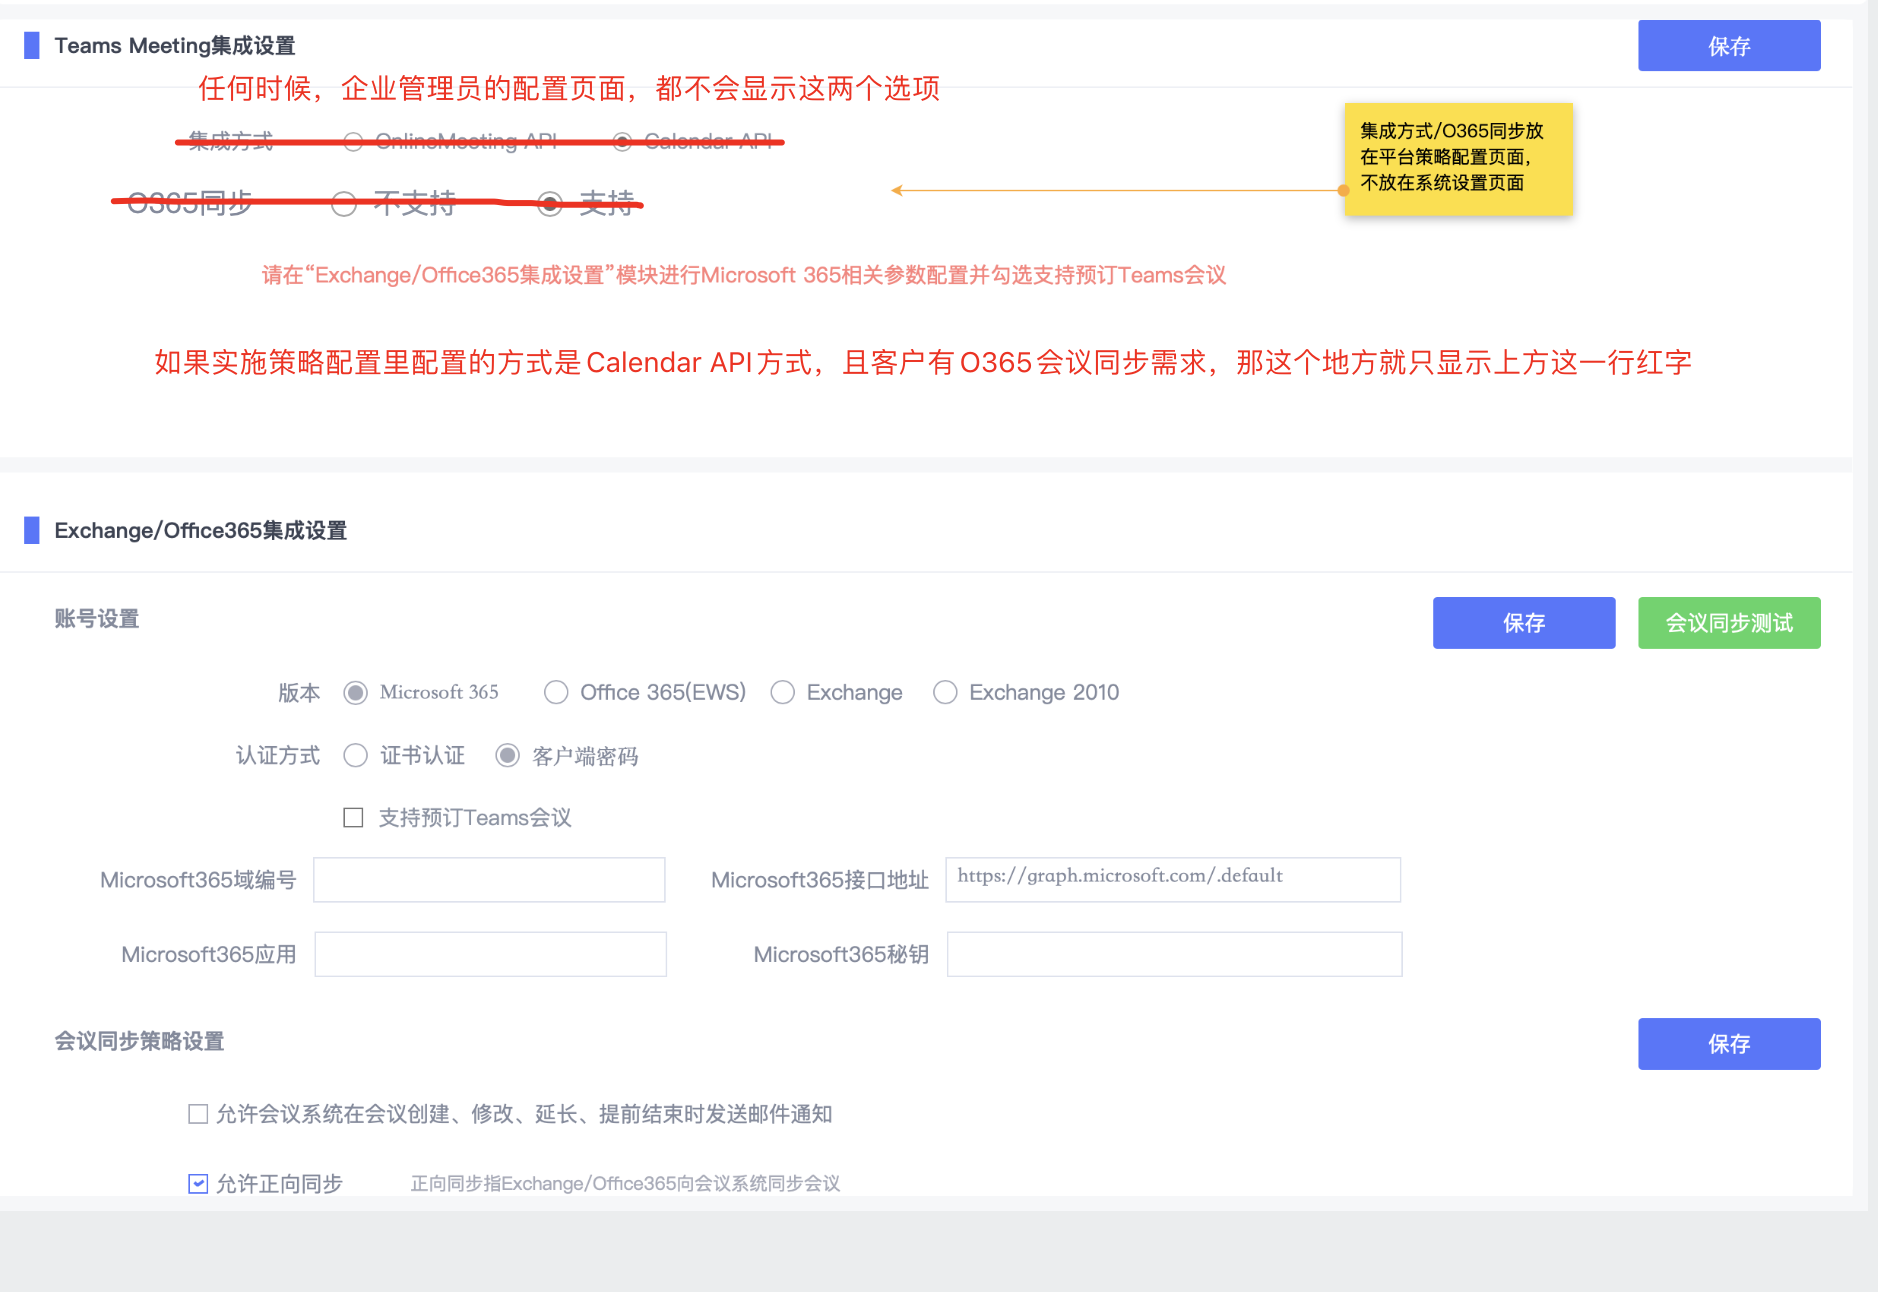 Teams Meeting集成设置
保存
任何时候，企业管理员的配置页面，都不会显示这两个选项
集成方式 OnlineMeeting API Calendar API
集成方式/O365同步放
在平台策略配置页面，
不放在系统设置页面
O365同步 不支持 支持
请在“Exchange/Office365集成设置”模块进行Microsoft 365相关参数配置并勾选支持预订Teams会议
如果实施策略配置里配置的方式是Calendar API方式，且客户有O365会议同步需求，那这个地方就只显示上方这一行红字
Exchange/Office365集成设置
账号设置
保存
会议同步测试
版本 Microsoft 365 Office 365(EWS) Exchange Exchange 2010
认证方式 证书认证 客户端密码
支持预订Teams会议
Microsoft365域编号
Microsoft365接口地址 https://graph.microsoft.com/.default
Microsoft365应用
Microsoft365秘钥
会议同步策略设置
保存
允许会议系统在会议创建、修改、延长、提前结束时发送邮件通知
允许正向同步 正向同步指Exchange/Office365向会议系统同步会议